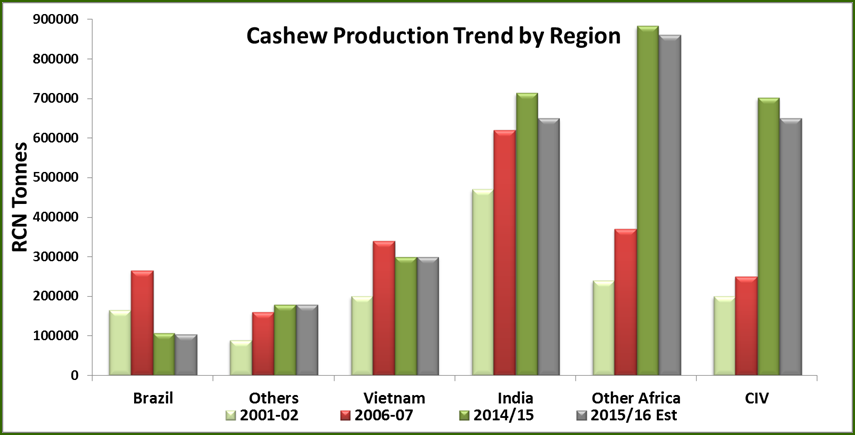 Cashew Production Trend by Region
RCN Tonnes
900000
800000
700000
600000
500000
400000
300000
200000
100000
0
Brazil Others Vietnam India Other Africa CIV
2001-02 2006-07 2014/15 2015/16 Est